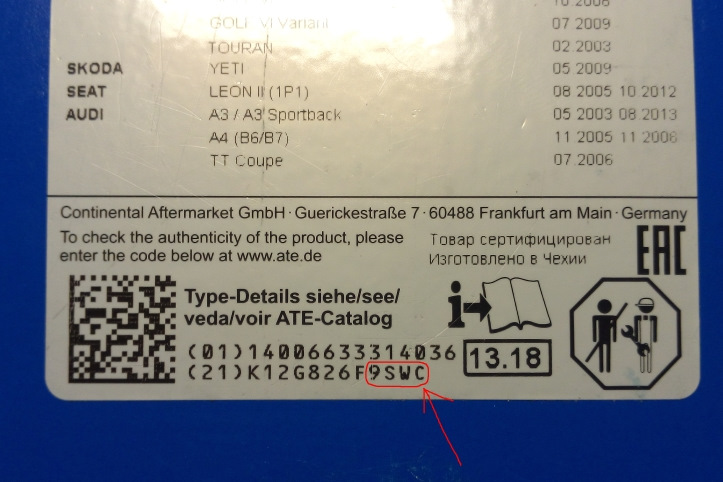 10.2006
GOLF VI Variant 07 2009
TOURAN 02 2003
SKODA YETI 05 2009
SEAT LEON II (1P1) 08 2005 10 2012
AUDI A3 / A3 Sportback 05 2003 08.2013
A4 (B6/B7) 11 2005 11 2008
TT Coupe 07 2006
Continental Aftermarket GmbH · Guerickestraße 7 · 60488 Frankfurt am Main · Germany
To check the authenticity of the product, please
enter the code below at www.ate.de
Товар сертифицирован
Изготовлено в Чехии
EAC
Type-Details siehe/see/
veda/voir ATE-Catalog
(01)14006633314036
(21)K12G826F9SWC
13.18